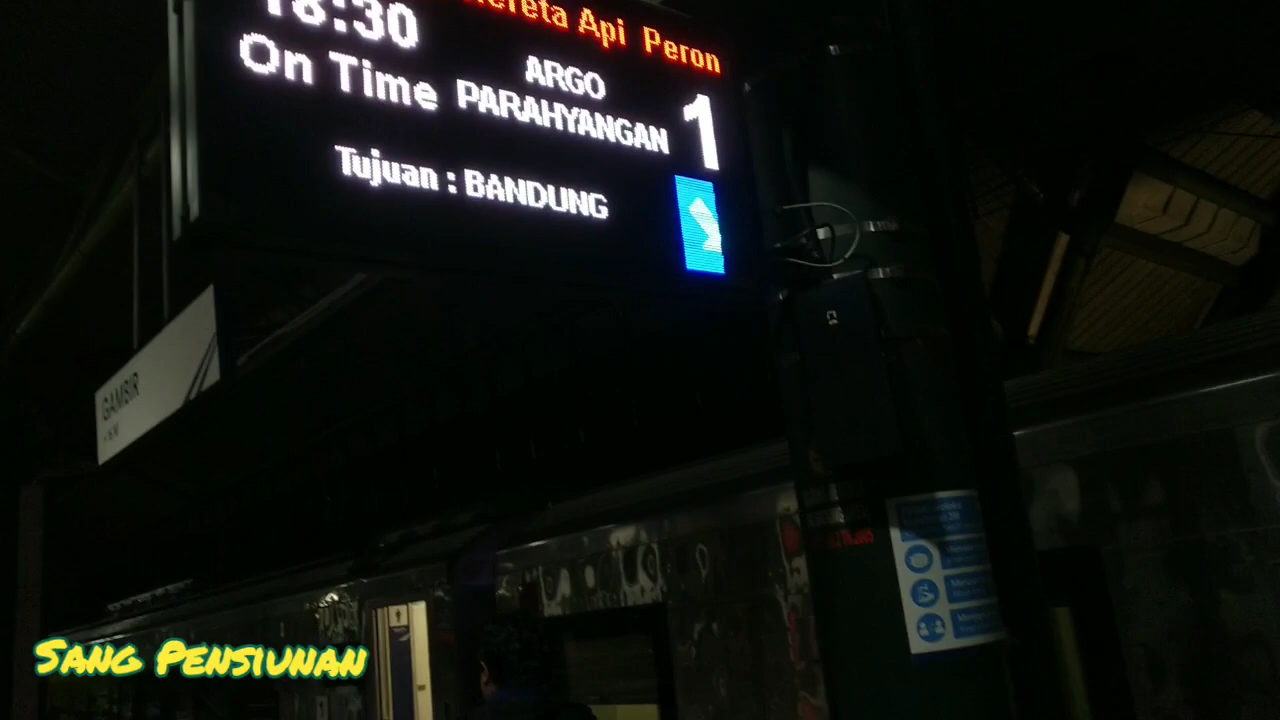 Kereta Api Peron
18:30
On Time
ARGO
PARAHYANGAN
1
Tujuan : BANDUNG
GAMBIR
SANG PENSIUNAN